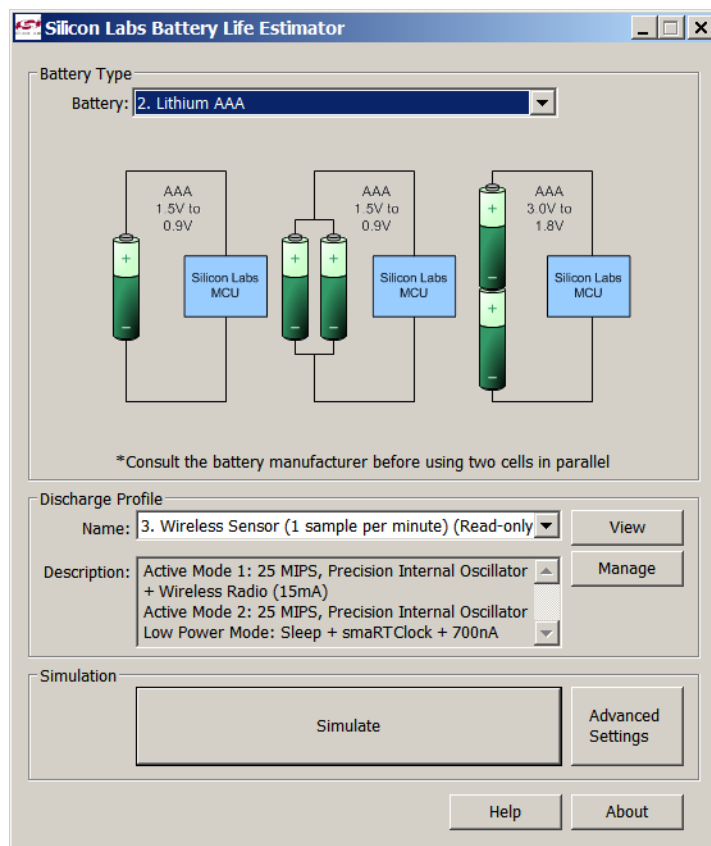 Silicon Labs Battery Life Estimator
Battery Type
Battery: 2. Lithium AAA
AAA
1.5V to
0.9V
+
-
Silicon Labs
MCU
AAA
1.5V to
0.9V
+ +
- -
Silicon Labs
MCU
AAA
3.0V to
1.8V
+
-
+
-
Silicon Labs
MCU
*Consult the battery manufacturer before using two cells in parallel
Discharge Profile
Name: 3. Wireless Sensor (1 sample per minute) (Read-only
View
Description: Active Mode 1: 25 MIPS, Precision Internal Oscillator
+ Wireless Radio (15mA)
Active Mode 2: 25 MIPS, Precision Internal Oscillator
Low Power Mode: Sleep + smaRTClock + 700nA
Manage
Simulation
Simulate
Advanced
Settings
Help
About